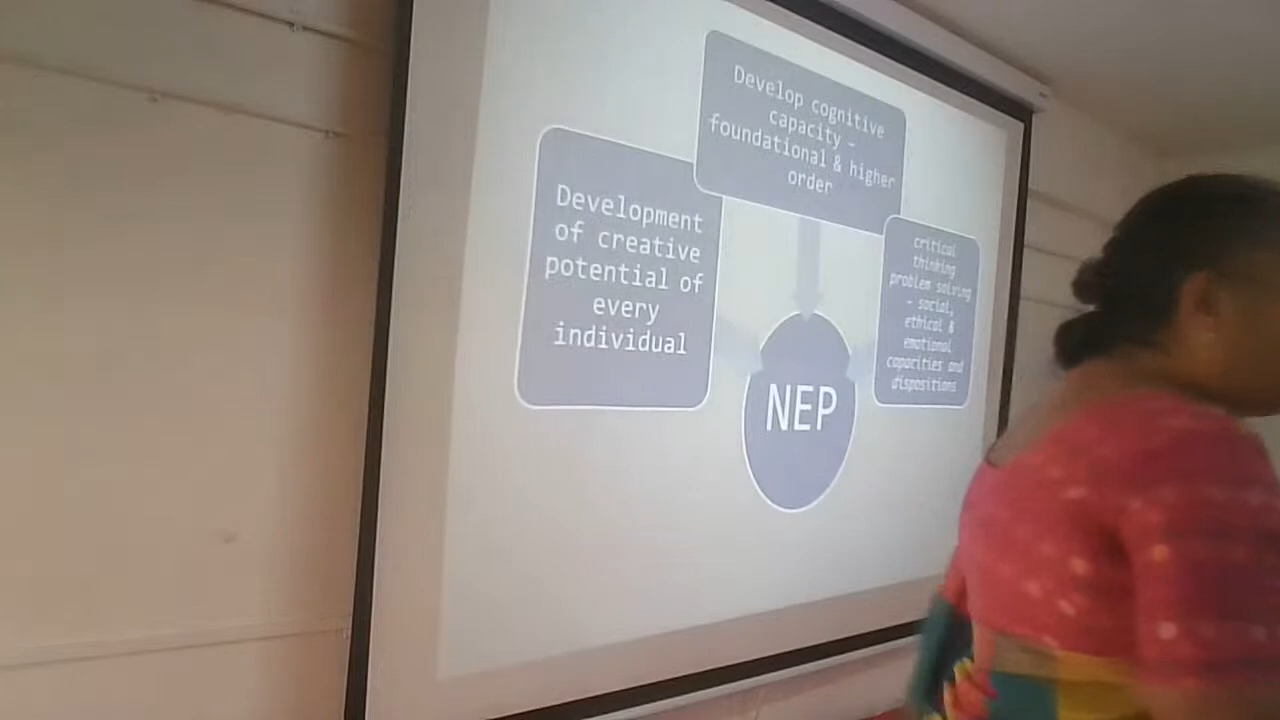 Development
of creative
potential of
every
individual
Develop cognitive
capacity –
foundational & higher
order
critical
thinking
problem solving
– social,
ethical &
emotional
capacities and
dispositions
NEP